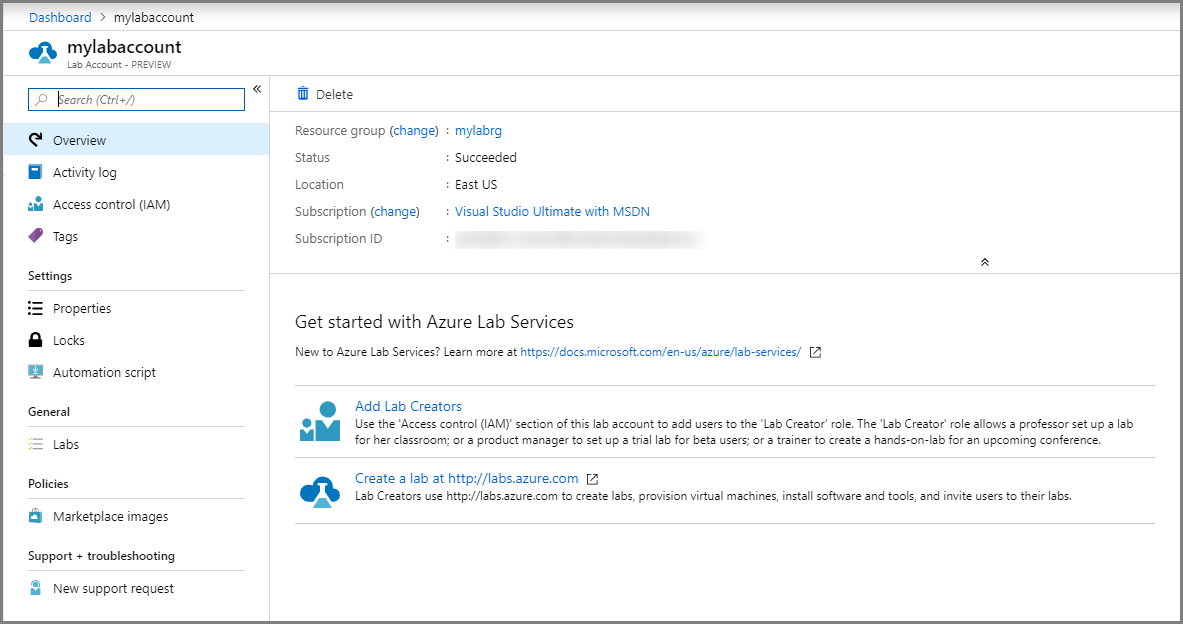 Dashboard > mylabaccount
mylabaccount
Lab Account - PREVIEW
Search (Ctrl+/)
«
Overview
Activity log
Access control (IAM)
Tags
Settings
Properties
Locks
Automation script
General
Labs
Policies
Marketplace images
Support + troubleshooting
New support request
Delete
Resource group (change) : mylabrg
Status : Succeeded
Location : East US
Subscription (change) : Visual Studio Ultimate with MSDN
Subscription ID :
Get started with Azure Lab Services
New to Azure Lab Services? Learn more at https://docs.microsoft.com/en-us/azure/lab-services/
Add Lab Creators
Use the 'Access control (IAM)' section of this lab account to add users to the 'Lab Creator' role. The 'Lab Creator' role allows a professor set up a lab
for her classroom; or a product manager to set up a trial lab for beta users; or a trainer to create a hands-on-lab for an upcoming conference.
Create a lab at http://labs.azure.com
Lab Creators use http://labs.azure.com to create labs, provision virtual machines, install software and tools, and invite users to their labs.